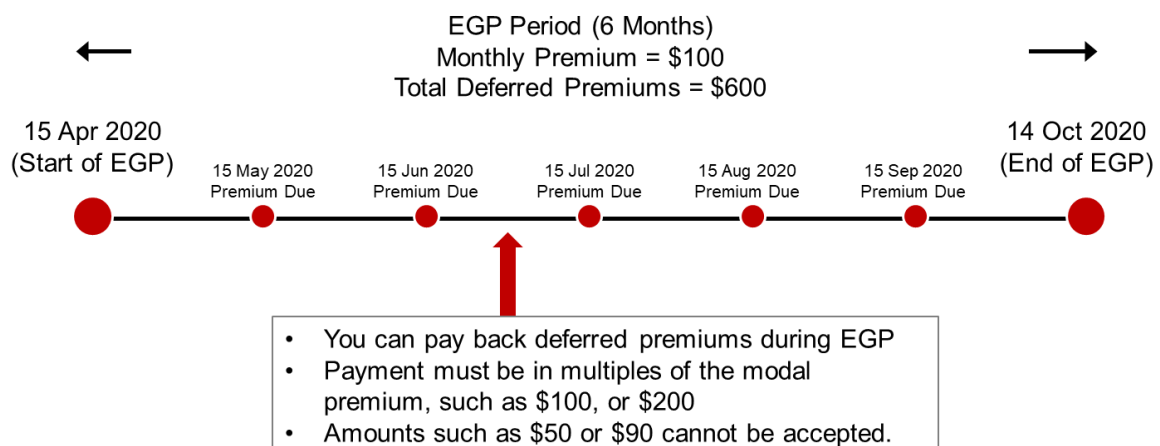 EGP Period (6 Months)
Monthly Premium = $100
Total Deferred Premiums = $600
15 Apr 2020
(Start of EGP)
15 May 2020
Premium Due
15 Jun 2020
Premium Due
15 Jul 2020
Premium Due
15 Aug 2020
Premium Due
15 Sep 2020
Premium Due
14 Oct 2020
(End of EGP)
• You can pay back deferred premiums during EGP
• Payment must be in multiples of the modal
premium, such as $100, or $200
• Amounts such as $50 or $90 cannot be accepted.